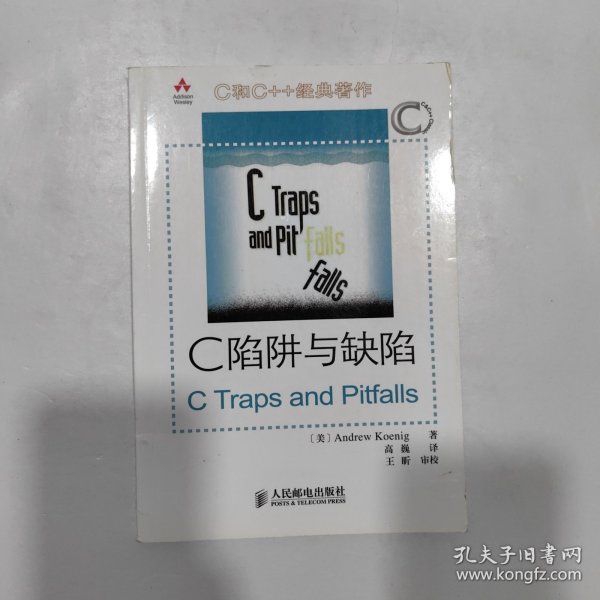 Addison
Wesley
C和C++经典著作
C Traps
and Pitfalls
falls
C陷阱与缺陷
C Traps and Pitfalls
［美］Andrew Koenig 著
高巍 译
王昕 审校
人民邮电出版社
POSTS & TELECOM PRESS
孔夫子旧书网
www.kongfz.com